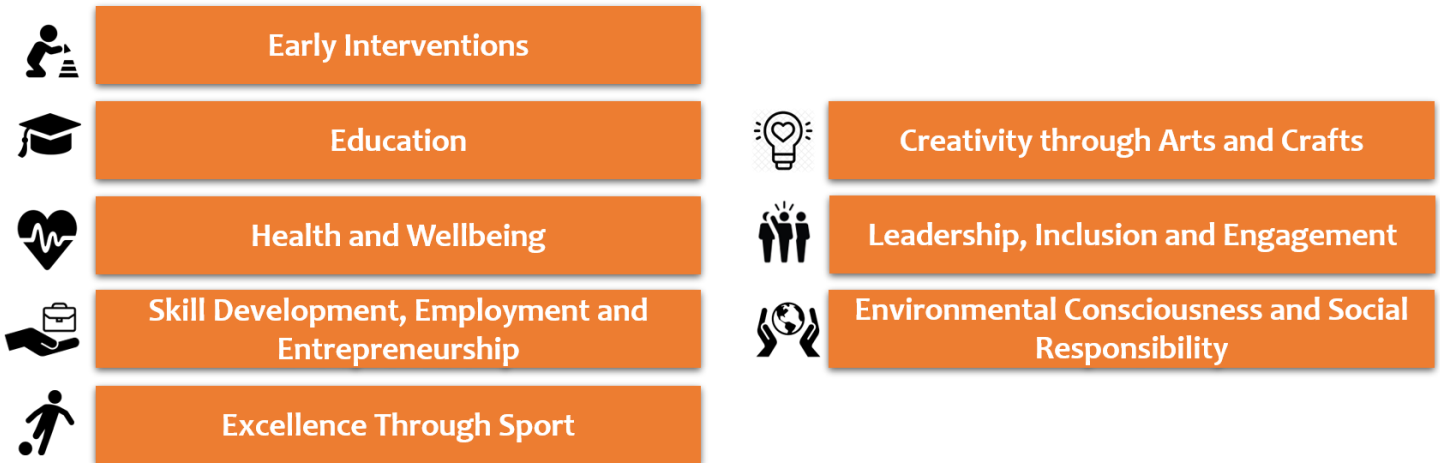 Early Interventions
Education
Health and Wellbeing
Skill Development, Employment and
Entrepreneurship
Excellence Through Sport
Creativity through Arts and Crafts
Leadership, Inclusion and Engagement
Environmental Consciousness and Social
Responsibility